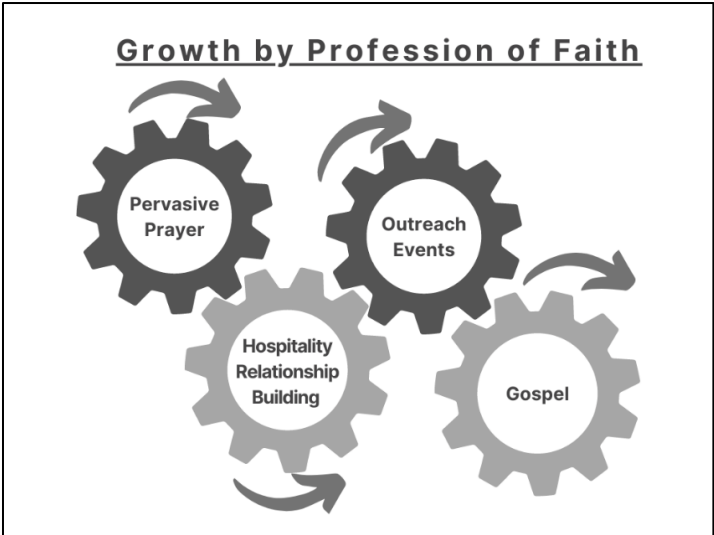 Growth by Profession of Faith
Pervasive
Prayer
Outreach
Events
Hospitality
Relationship
Building
Gospel